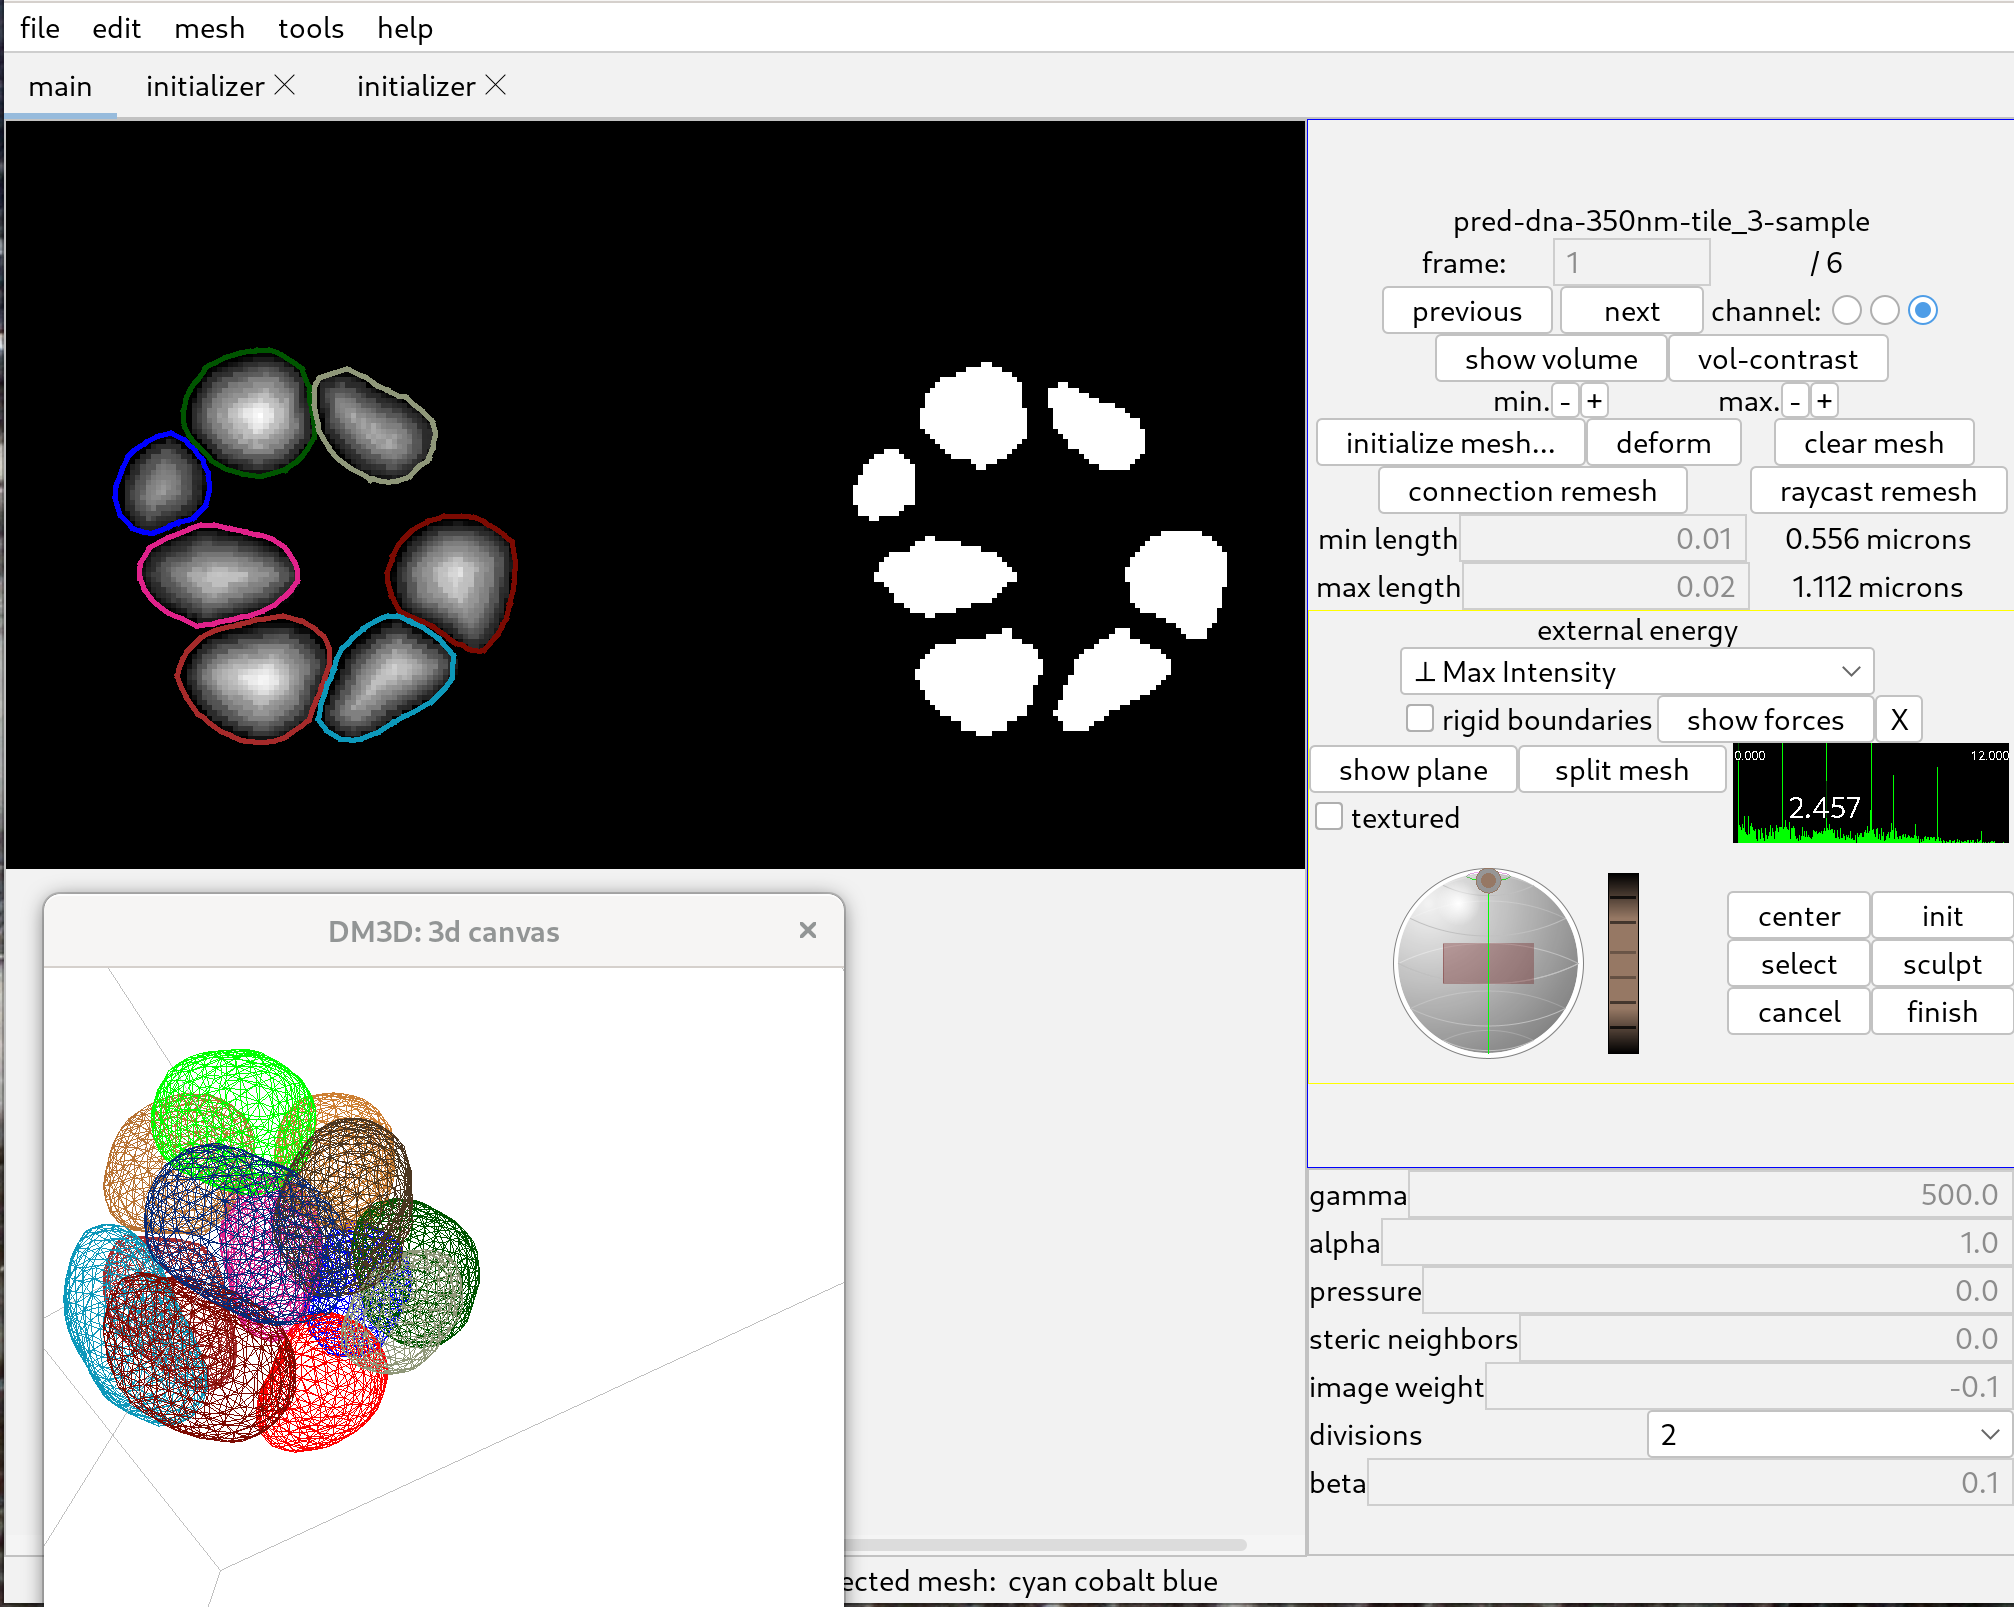 file edit mesh tools help
main initializer initializer
pred-dna-350nm-tile_3-sample
frame: 1 / 6
previous next channel:
show volume vol-contrast
min. - + max. - +
initialize mesh... deform clear mesh
connection remesh raycast remesh
min length 0.01 0.556 microns
max length 0.02 1.112 microns
external energy
⊥ Max Intensity
rigid boundaries show forces X
show plane split mesh
0.000 12.000
2.457
textured
center init
select sculpt
cancel finish
DM3D: 3d canvas
gamma 500.0
alpha 1.0
pressure 0.0
steric neighbors 0.0
image weight -0.1
divisions 2
beta 0.1
ected mesh: cyan cobalt blue